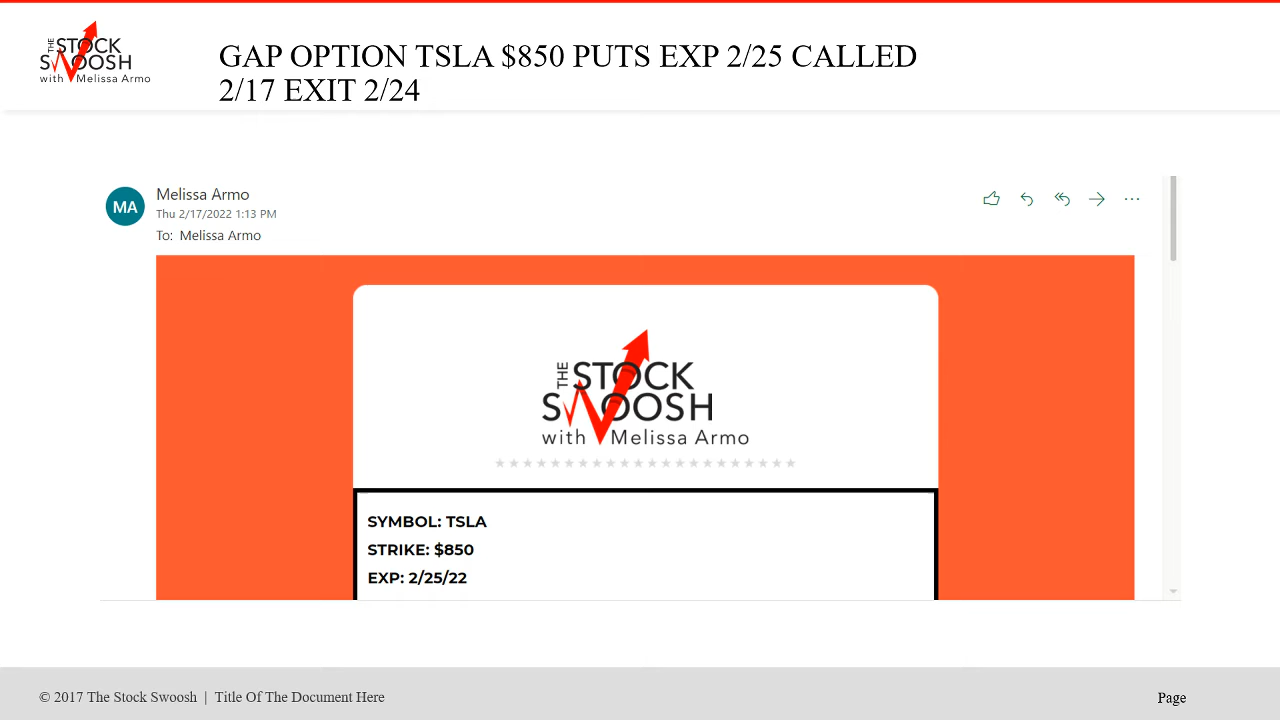 THE STOCK SWOOSH
with Melissa Armo
GAP OPTION TSLA $850 PUTS EXP 2/25 CALLED
2/17 EXIT 2/24
MA
Melissa Armo
Thu 2/17/2022 1:13 PM
To: Melissa Armo
THE STOCK
SWOOSH
with Melissa Armo
SYMBOL: TSLA
STRIKE: $850
EXP: 2/25/22
© 2017 The Stock Swoosh | Title Of The Document Here
Page